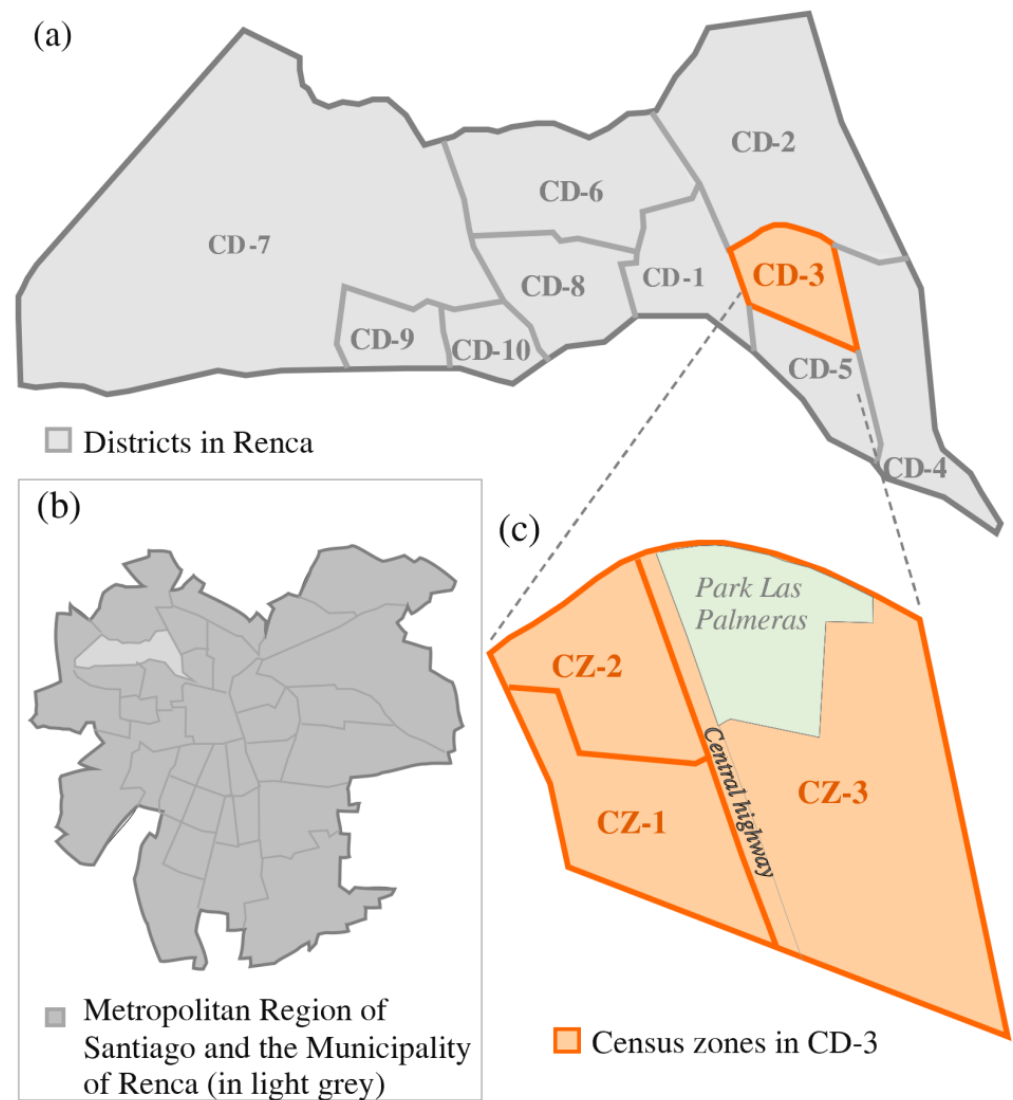 (a)
CD-2
CD-6
CD-7
CD-3
CD-8
CD-1
CD-9
CD-10
CD-5
CD-4
Districts in Renca
(b)
Metropolitan Region of
Santiago and the Municipality
of Renca (in light grey)
(c)
Park Las
Palmeras
CZ-2
Central highway
CZ-3
CZ-1
Census zones in CD-3